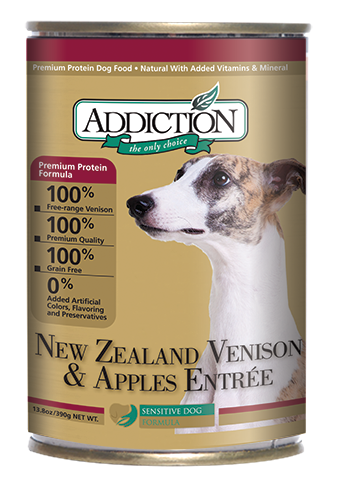 Premium Protein Dog Food • Natural With Added Vitamins & Mineral
ADDICTION
the only choice
Premium Protein
Formula
100%
Free-range Venison
100%
Premium Quality
100%
Grain Free
0%
Added Artificial
Colors, Flavoring
and Preservatives
NEW ZEALAND VENISON
& APPLES ENTRÉE
13.8oz/390g NET WT.
SENSITIVE DOG
FORMULA